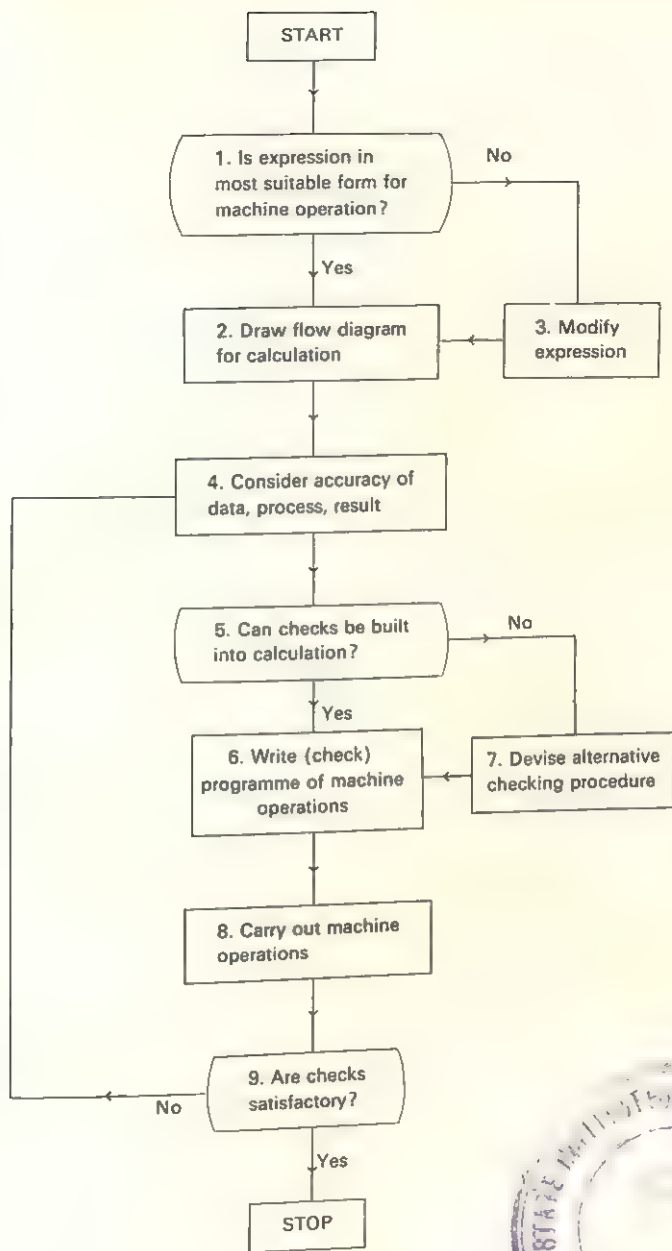 START
1. Is expression in
most suitable form for
machine operation?
No
Yes
2. Draw flow diagram
for calculation
3. Modify
expression
4. Consider accuracy of
data, process, result
5. Can checks be built
into calculation?
No
Yes
6. Write (check)
programme of machine
operations
7. Devise alternative
checking procedure
8. Carry out machine
operations
9. Are checks
satisfactory?
No
Yes
STOP
STATE